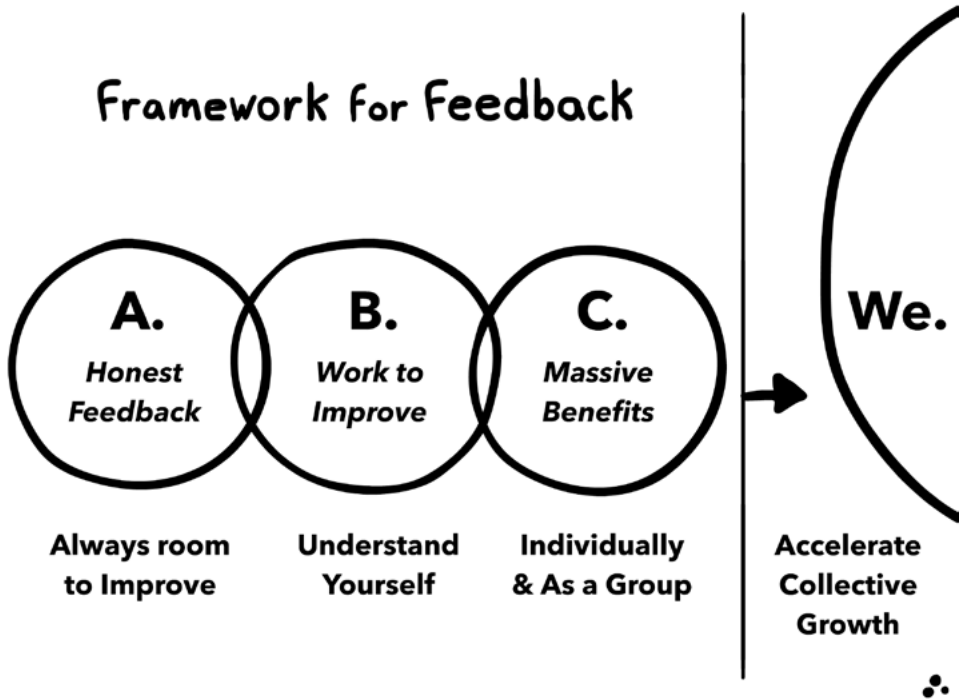 Framework for Feedback
A.
Honest
Feedback
Always room
to Improve
B.
Work to
Improve
Understand
Yourself
C.
Massive
Benefits
Individually
& As a Group
We.
Accelerate
Collective
Growth